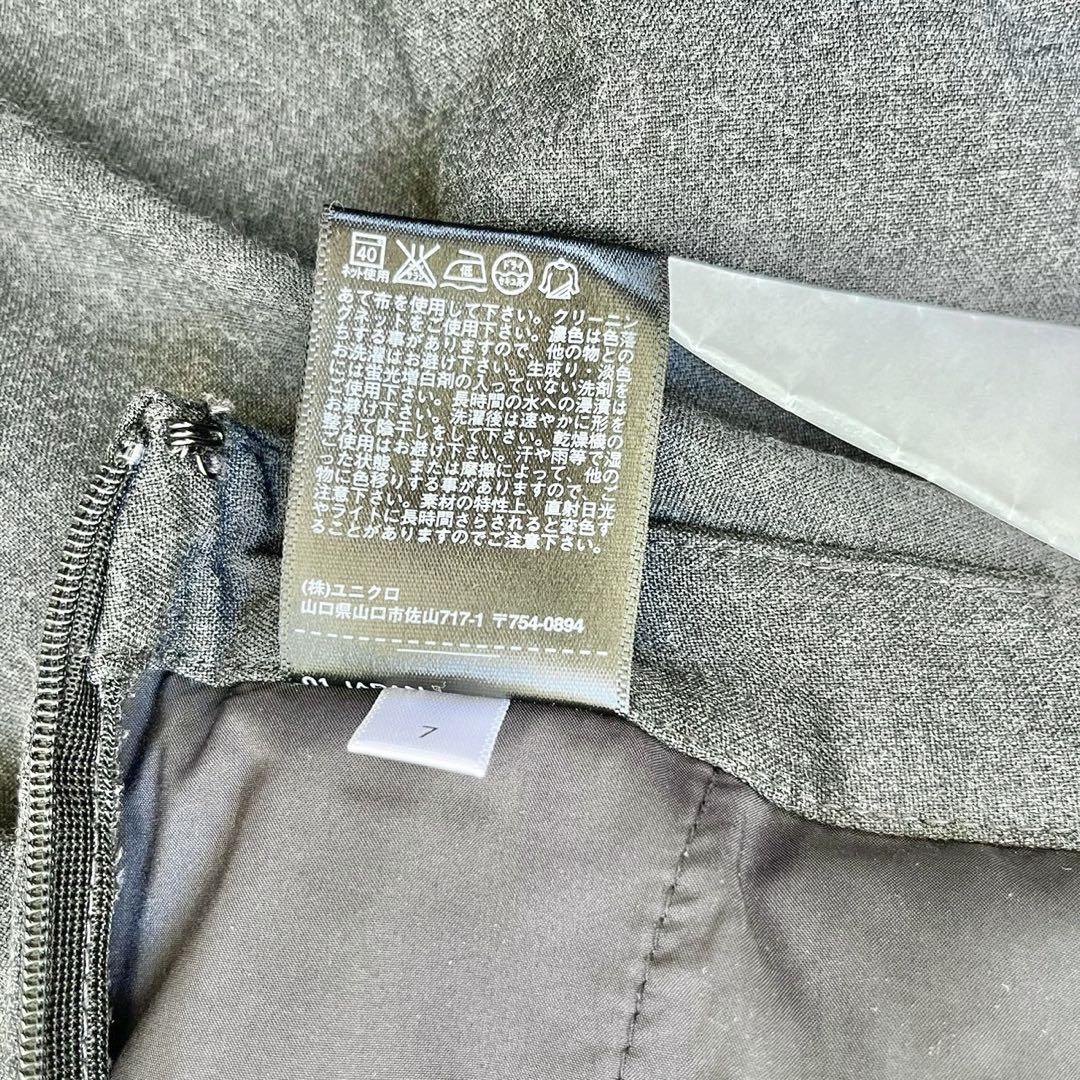 40
ネット使用
低
ドライ
セキユ系
あて布を使用して下さい。クリーニン
グネットをご使用下さい。濃色は色落
ちする事がありますので、他の物との
お洗濯はお避け下さい。生成り・淡色
には蛍光増白剤の入っていない洗剤を
ご使用下さい。長時間の水への浸漬は
お避け下さい。洗濯後は速やかに形を
整えて陰干しをして下さい。乾燥機の
ご使用はお避け下さい。汗や雨等で湿
った状態、または摩擦によって、他の
物に色移りする事がありますので、ご
注意下さい。素材の特性上、直射日光
やライトに長時間さらされると変色す
ることがありますのでご注意下さい。
(株)ユニクロ
山口県山口市佐山717-1 〒754-0894
7